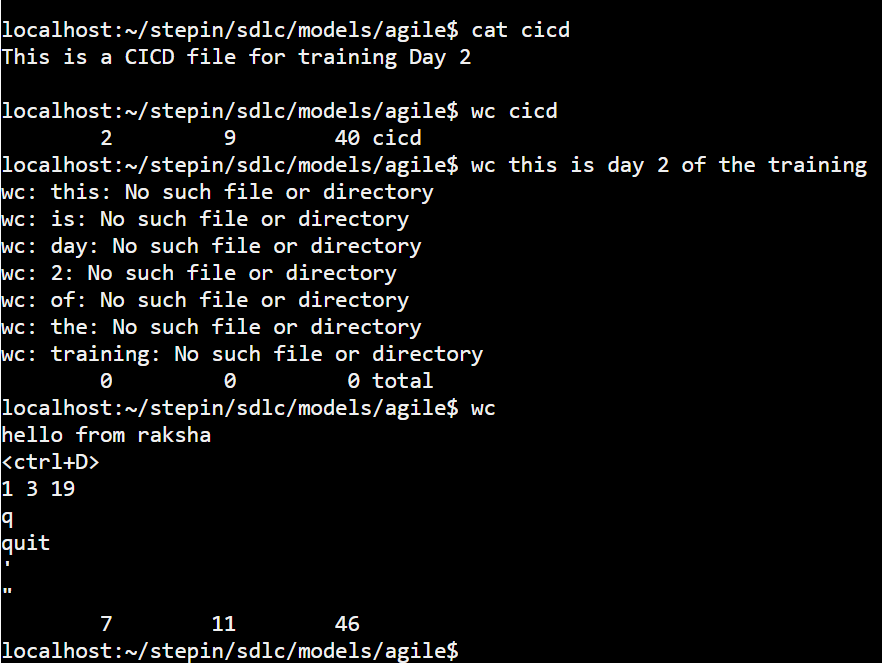 localhost:~/stepin/sdlc/models/agile$ cat cicd
This is a CICD file for training Day 2
localhost:~/stepin/sdlc/models/agile$ wc cicd
2 9 40 cicd
localhost:~/stepin/sdlc/models/agile$ wc this is day 2 of the training
wc: this: No such file or directory
wc: is: No such file or directory
wc: day: No such file or directory
wc: 2: No such file or directory
wc: of: No such file or directory
wc: the: No such file or directory
wc: training: No such file or directory
0 0 0 total
localhost:~/stepin/sdlc/models/agile$ wc
hello from raksha
<ctrl+D>
1 3 19
q
quit
'
"
7 11 46
localhost:~/stepin/sdlc/models/agile$